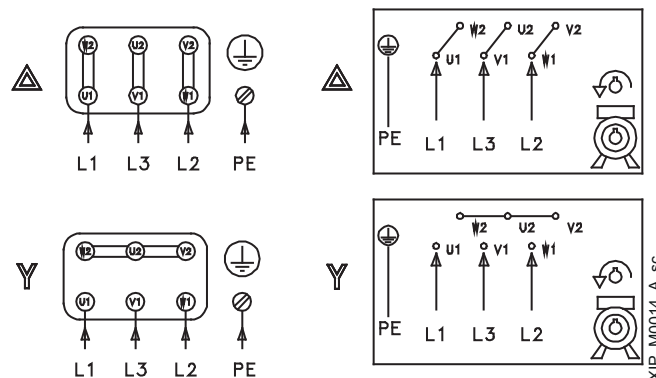 W2 U2 V2
U1 V1 W1
L1 L3 L2 PE
W2 U2 V2
U1 V1 W1
PE L1 L3 L2
Y
W2 U2 V2
U1 V1 W1
L1 L3 L2 PE
Y
W2 U2 V2
U1 V1 W1
PE L1 L3 L2
XIP_M0014_A_sc